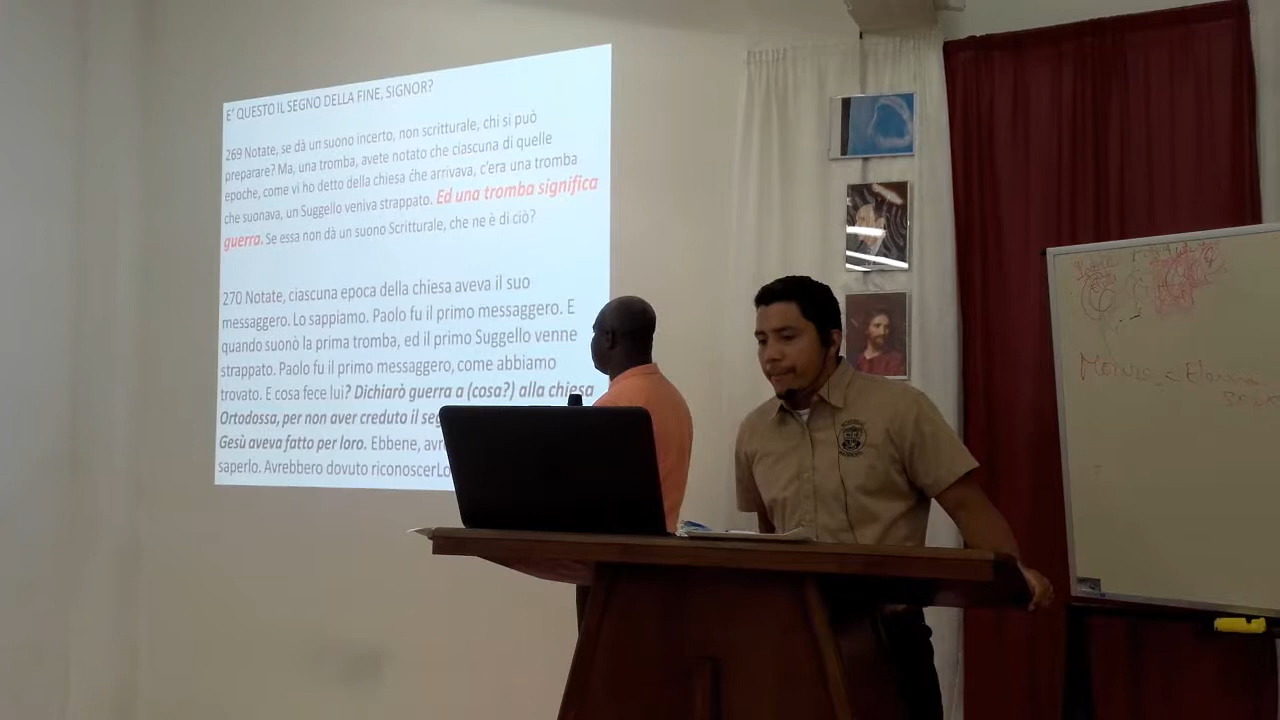 E' QUESTO IL SEGNO DELLA FINE, SIGNOR?
269 Notate, se dà un suono incerto, non scritturale, chi si può
preparare? Ma, una tromba, avete notato che ciascuna di quelle
epoche, come vi ho detto della chiesa che arrivava, c'era una tromba
che suonava, un Suggello veniva strappato. Ed una tromba significa
guerra. Se essa non dà un suono Scritturale, che ne è di ciò?
270 Notate, ciascuna epoca della chiesa aveva il suo
messaggero. Lo sappiamo. Paolo fu il primo messaggero. E
quando suonò la prima tromba, ed il primo Suggello venne
strappato. Paolo fu il primo messaggero, come abbiamo
trovato. E cosa fece lui? Dichiarò guerra a (cosa?) alla chiesa
Ortodossa, per non aver creduto il
Gesù aveva fatto per loro. Ebbene,
saperlo. Avrebbero dovuto riconoscerLo